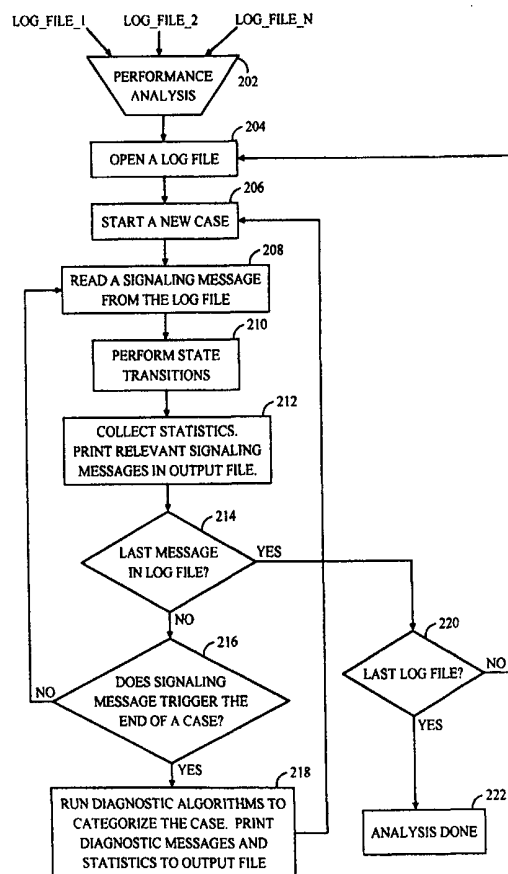 LOG_FILE_1 LOG_FILE_2 LOG_FILE_N
PERFORMANCE
ANALYSIS
202
204
OPEN A LOG FILE
206
START A NEW CASE
208
READ A SIGNALING MESSAGE
FROM THE LOG FILE
210
PERFORM STATE
TRANSITIONS
212
COLLECT STATISTICS.
PRINT RELEVANT SIGNALING
MESSAGES IN OUTPUT FILE.
214
LAST MESSAGE
IN LOG FILE?
YES
NO
216
DOES SIGNALING
MESSAGE TRIGGER THE
END OF A CASE?
NO
YES
220
LAST LOG FILE?
NO
YES
218
RUN DIAGNOSTIC ALGORITHMS TO
CATEGORIZE THE CASE. PRINT
DIAGNOSTIC MESSAGES AND
STATISTICS TO OUTPUT FILE
222
ANALYSIS DONE